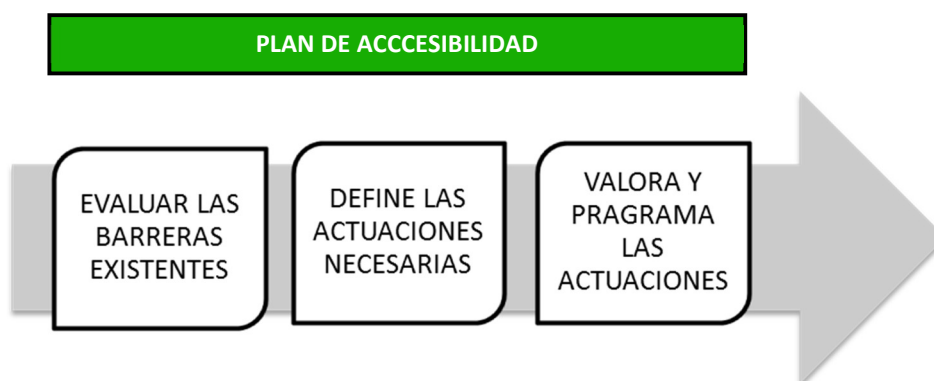 PLAN DE ACCCESIBILIDAD
EVALUAR LAS
BARRERAS
EXISTENTES
DEFINE LAS
ACTUACIONES
NECESARIAS
VALORA Y
PRAGRAMA
LAS
ACTUACIONES